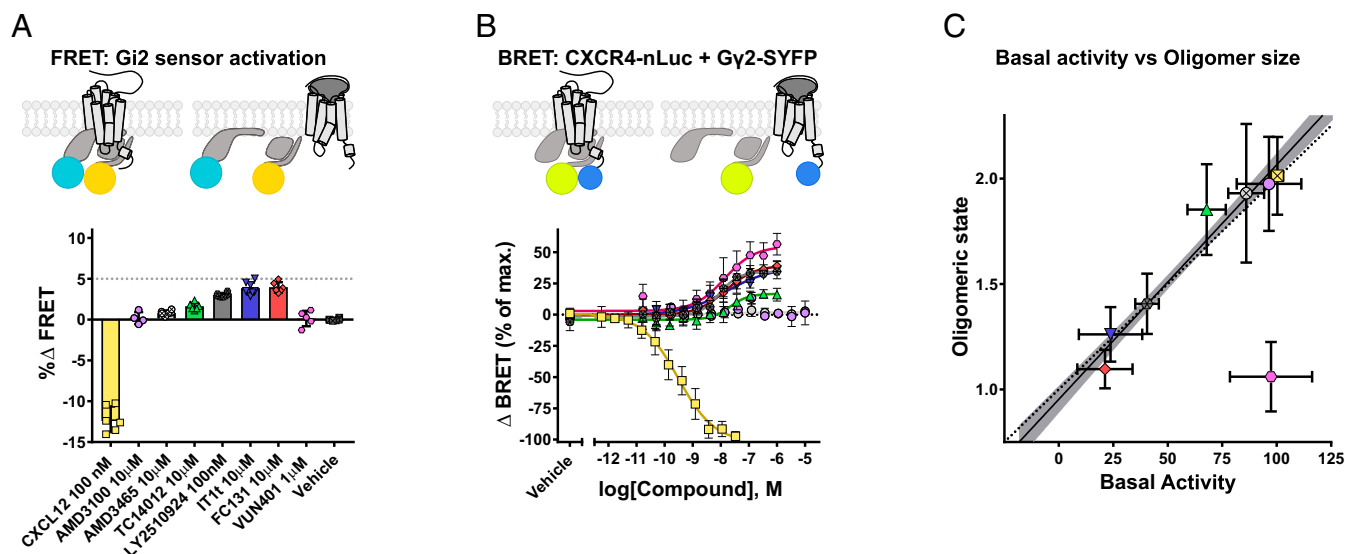 A
FRET: Gi2 sensor activation
%Δ FRET
10
5
0
-5
-10
-15
CXCL12 100 nM
AMD3100 10μM
AMD3465 10μM
TC14012 10μM
LY2510924 100nM
IT1t 10μM
FC131 10μM
VUN401 1μM
Vehicle
B
BRET: CXCR4-nLuc + Gγ2-SYFP
Δ BRET (% of max.)
50
25
0
-25
-50
-75
-100
Vehicle
-12 -11 -10 -9 -8 -7 -6 -5
log[Compound], M
C
Basal activity vs Oligomer size
Oligomeric state
2.0
1.5
1.0
0 25 50 75 100 125
Basal Activity